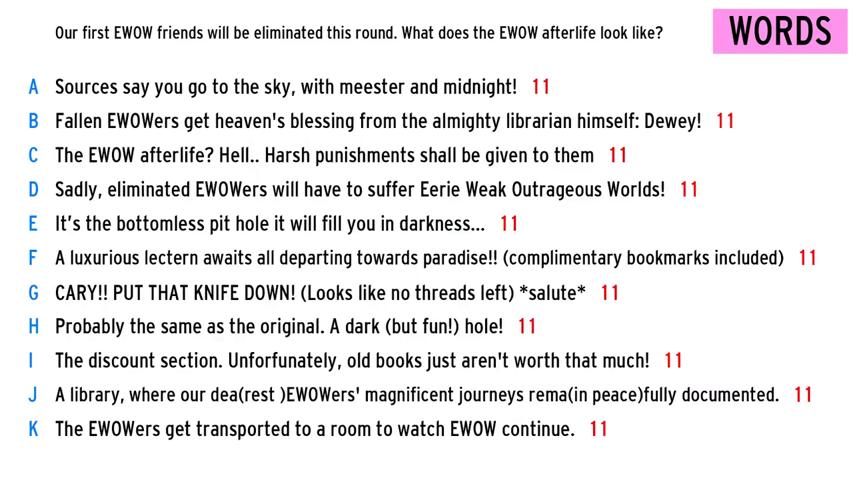 Our first EWOW friends will be eliminated this round. What does the EWOW afterlife look like?
WORDS
A Sources say you go to the sky, with meester and midnight! 11
B Fallen EWOWers get heaven's blessing from the almighty librarian himself: Dewey! 11
C The EWOW afterlife? Hell.. Harsh punishments shall be given to them 11
D Sadly, eliminated EWOWers will have to suffer Eerie Weak Outrageous Worlds! 11
E It’s the bottomless pit hole it will fill you in darkness... 11
F A luxurious lectern awaits all departing towards paradise!! (complimentary bookmarks included) 11
G CARY!! PUT THAT KNIFE DOWN! (Looks like no threads left) *salute* 11
H Probably the same as the original. A dark (but fun!) hole! 11
I The discount section. Unfortunately, old books just aren't worth that much! 11
J A library, where our dea(rest )EWOWers' magnificent journeys rema(in peace)fully documented. 11
K The EWOWers get transported to a room to watch EWOW continue. 11